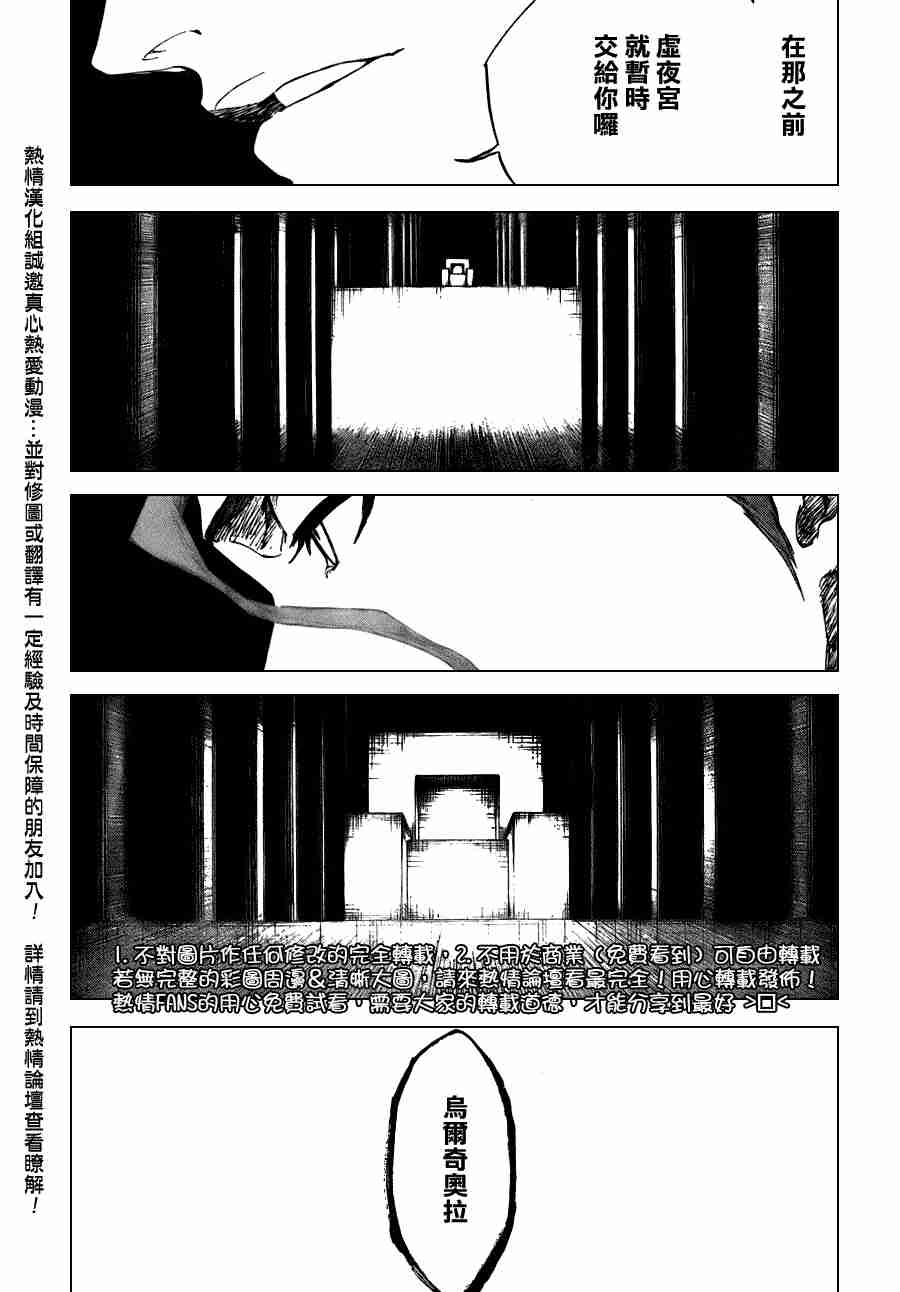 在那之前
虛夜宮
就暫時
交給你囉
1. 不對圖片作任何修改的完全轉載，2. 不用於商業（免費看到）可自由轉載
若無完整的彩圖周邊&清晰大圖，請來熱情論壇看最完全！用心轉載發佈！
熱情FANS的用心免費試看，需要大家的轉載道德，才能分享到最好 >□<
烏爾奇奧拉
熱情漢化組誠邀真心熱愛動漫…並對修圖或翻譯有一定經驗及時間保障的朋友加入！ 詳情請到熱情論壇查看瞭解！